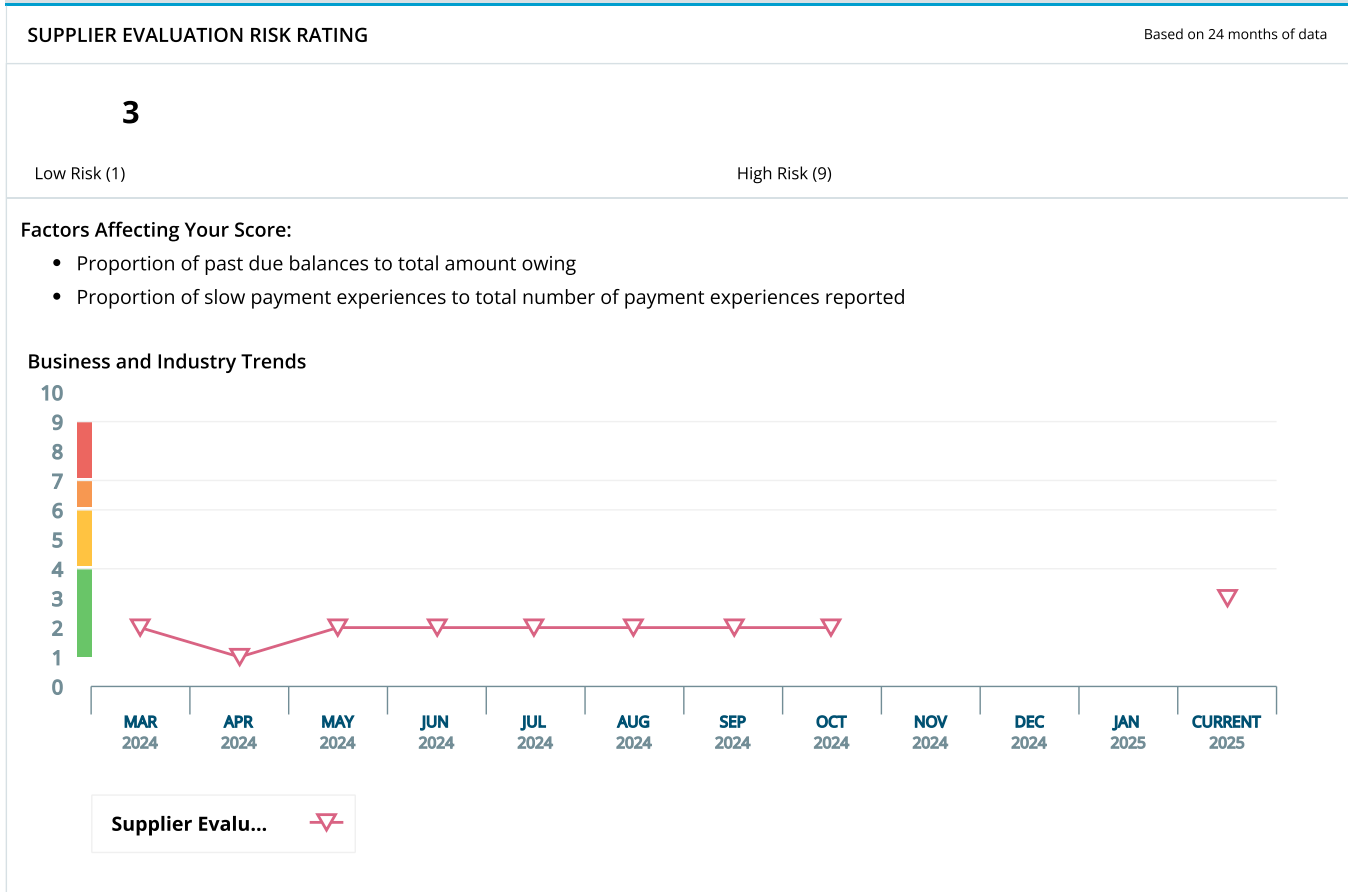 SUPPLIER EVALUATION RISK RATING
Based on 24 months of data
3
Low Risk (1)
High Risk (9)
Factors Affecting Your Score:
• Proportion of past due balances to total amount owing
• Proportion of slow payment experiences to total number of payment experiences reported
Business and Industry Trends
10
9
8
7
6
5
4
3
2
1
0
MAR APR MAY JUN JUL AUG SEP OCT NOV DEC JAN CURRENT
2024 2024 2024 2024 2024 2024 2024 2024 2024 2024 2025 2025
Supplier Evalu...